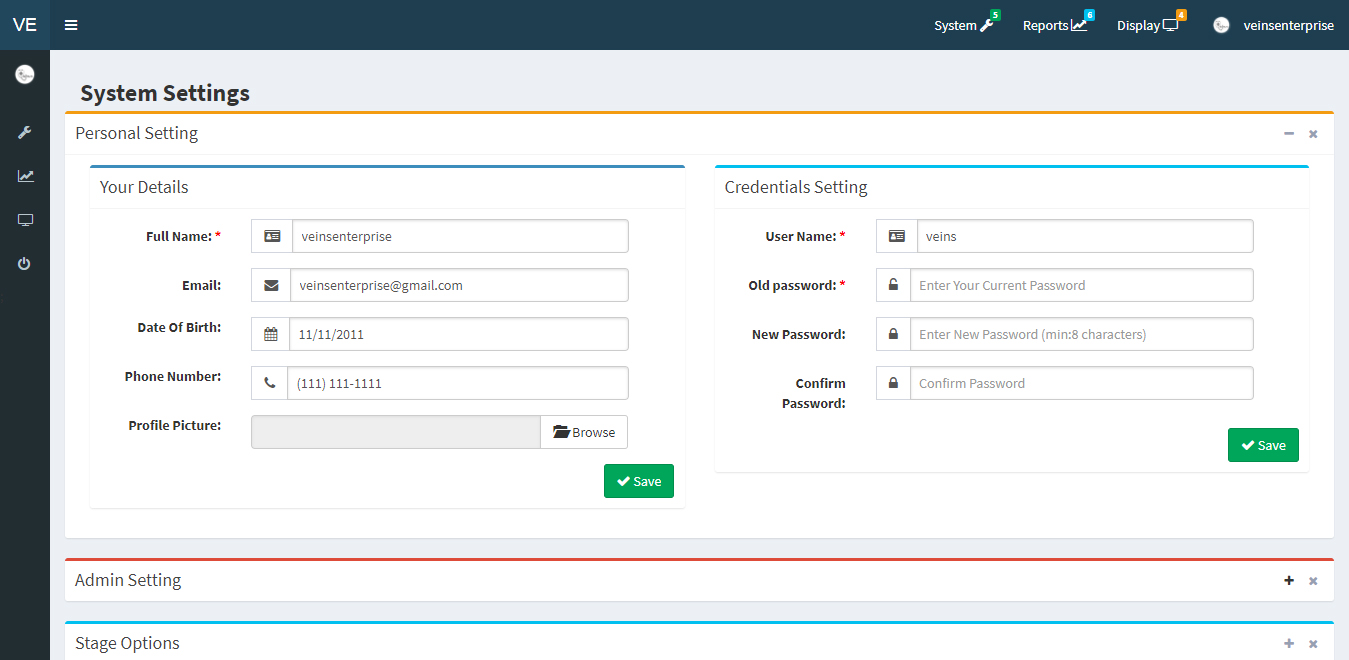 VE
System 5
Reports 6
Display 4
veinsenterprise
System Settings
Personal Setting
Your Details
Full Name: * veinsenterprise
Email: veinsenterprise@gmail.com
Date Of Birth: 11/11/2011
Phone Number: (111) 111-1111
Profile Picture: Browse
Save
Credentials Setting
User Name: * veins
Old password: * Enter Your Current Password
New Password: Enter New Password (min:8 characters)
Confirm Password: Confirm Password
Save
Admin Setting
Stage Options